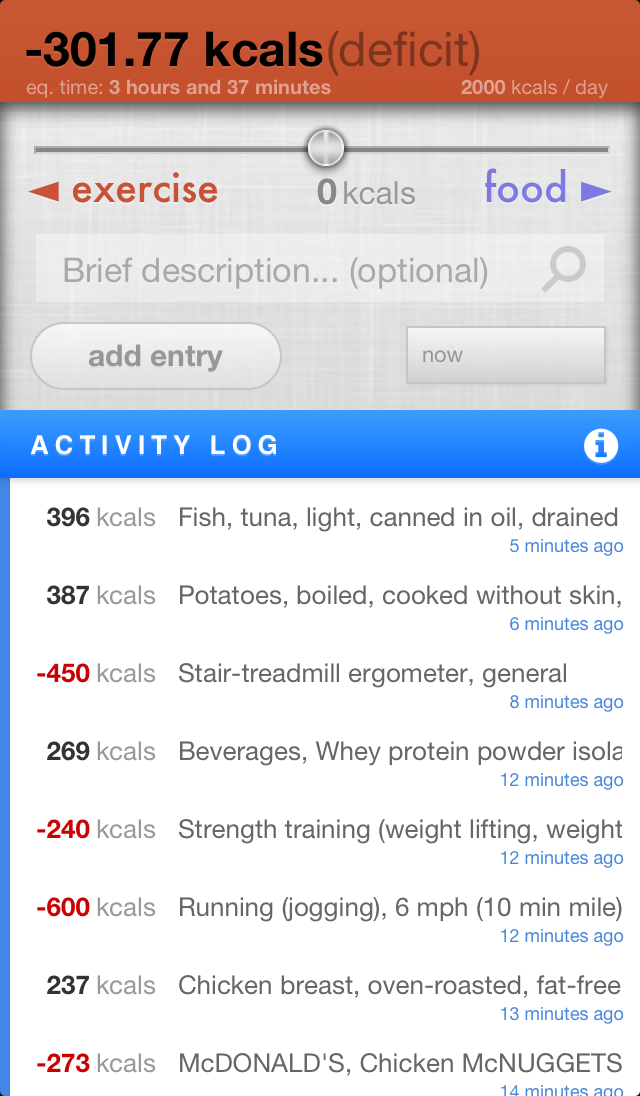 -301.77 kcals (deficit)
eq. time: 3 hours and 37 minutes 2000 kcals / day
◄ exercise 0 kcals food ►
Brief description... (optional)
add entry now
ACTIVITY LOG
396 kcals Fish, tuna, light, canned in oil, drained
5 minutes ago
387 kcals Potatoes, boiled, cooked without skin,
6 minutes ago
-450 kcals Stair-treadmill ergometer, general
8 minutes ago
269 kcals Beverages, Whey protein powder isola
12 minutes ago
-240 kcals Strength training (weight lifting, weight
12 minutes ago
-600 kcals Running (jogging), 6 mph (10 min mile)
12 minutes ago
237 kcals Chicken breast, oven-roasted, fat-free
13 minutes ago
-273 kcals McDONALD'S, Chicken McNUGGETS
14 minutes ago